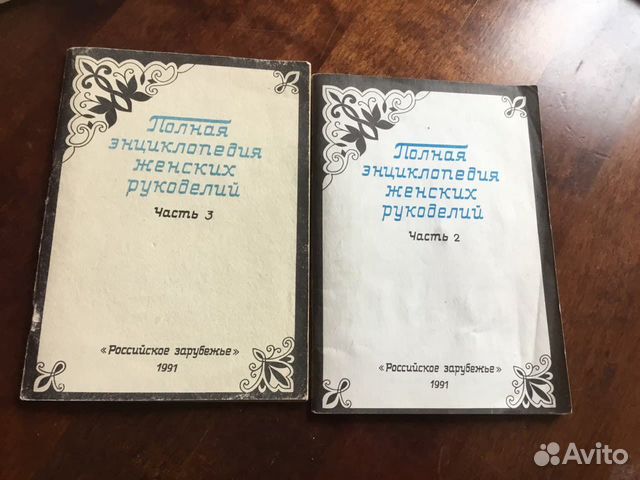 Полная
энциклопедия
женских
рукоделий
Часть 3
«Российское зарубежье»
1991
Полная
энциклопедия
женских
рукоделий
Часть 2
«Российское зарубежье»
1991
Avito